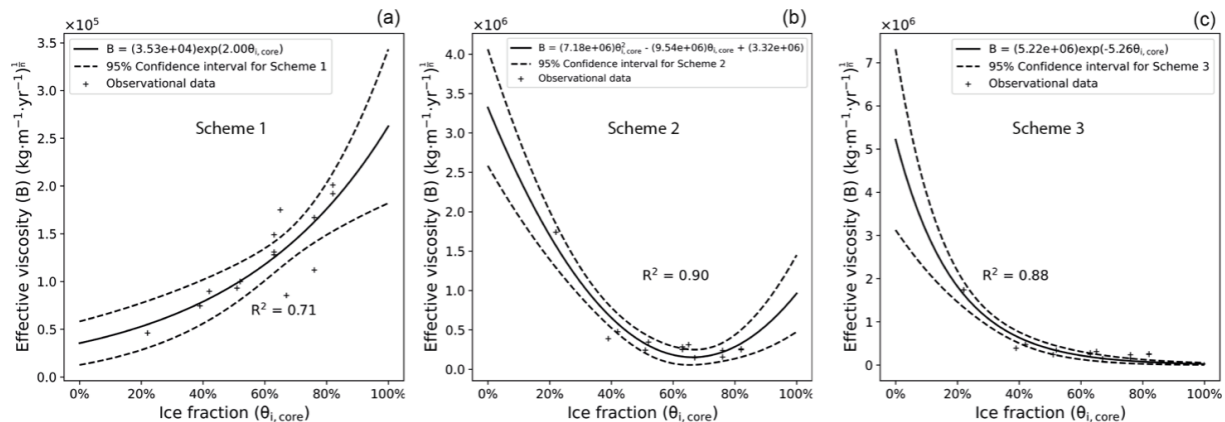 (a)
×10⁵
B = (3.53e+04)exp(2.00θi,core)
95% Confidence interval for Scheme 1
Observational data
Scheme 1
R² = 0.71
Effective viscosity (B) (kg·m⁻¹·yr⁻¹)^1/n
3.5
3.0
2.5
2.0
1.5
1.0
0.5
0.0
0% 20% 40% 60% 80% 100%
Ice fraction (θi,core)
(b)
×10⁶
B = (7.18e+06)θ²i,core - (9.54e+06)θi,core + (3.32e+06)
95% Confidence interval for Scheme 2
Observational data
Scheme 2
R² = 0.90
Effective viscosity (B) (kg·m⁻¹·yr⁻¹)^1/n
4.0
3.5
3.0
2.5
2.0
1.5
1.0
0.5
0.0
0% 20% 40% 60% 80% 100%
Ice fraction (θi,core)
(c)
×10⁶
B = (5.22e+06)exp(-5.26θi,core)
95% Confidence interval for Scheme 3
Observational data
Scheme 3
R² = 0.88
Effective viscosity (B) (kg·m⁻¹·yr⁻¹)^1/n
7
6
5
4
3
2
1
0
0% 20% 40% 60% 80% 100%
Ice fraction (θi,core)